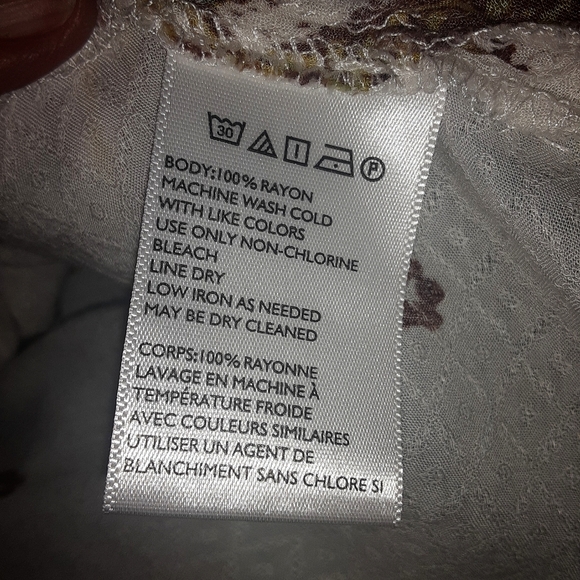 30 P
BODY:100% RAYON
MACHINE WASH COLD
WITH LIKE COLORS
USE ONLY NON-CHLORINE
BLEACH
LINE DRY
LOW IRON AS NEEDED
MAY BE DRY CLEANED
CORPS:100% RAYONNE
LAVAGE EN MACHINE À
TEMPÉRATURE FROIDE
AVEC COULEURS SIMILAIRES
UTILISER UN AGENT DE
BLANCHIMENT SANS CHLORE SI